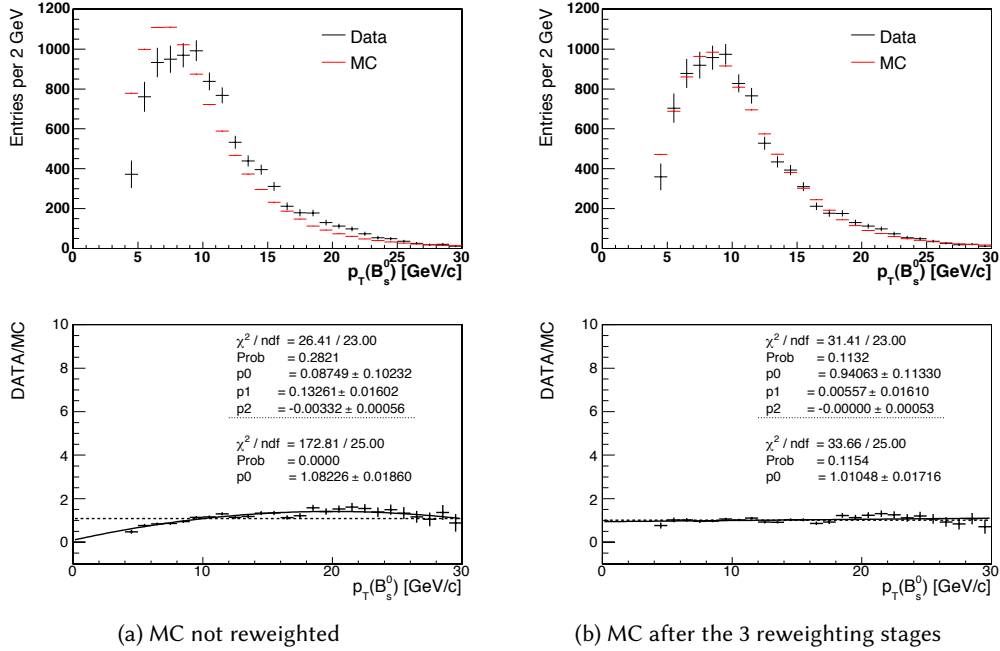 Entries per 2 GeV
1200
1000
800
600
400
200
0
Data
MC
0 5 10 15 20 25 30
p_T(B_s^0) [GeV/c]
Entries per 2 GeV
1200
1000
800
600
400
200
0
Data
MC
0 5 10 15 20 25 30
p_T(B_s^0) [GeV/c]
DATA/MC
10
8
6
4
2
0
χ² / ndf = 26.41 / 23.00
Prob = 0.2821
p0 = 0.08749 ± 0.10232
p1 = 0.13261 ± 0.01602
p2 = -0.00332 ± 0.00056
χ² / ndf = 172.81 / 25.00
Prob = 0.0000
p0 = 1.08226 ± 0.01860
0 10 20 30
p_T(B_s^0) [GeV/c]
DATA/MC
10
8
6
4
2
0
χ² / ndf = 31.41 / 23.00
Prob = 0.1132
p0 = 0.94063 ± 0.11330
p1 = 0.00557 ± 0.01610
p2 = -0.00000 ± 0.00053
χ² / ndf = 33.66 / 25.00
Prob = 0.1154
p0 = 1.01048 ± 0.01716
0 10 20 30
p_T(B_s^0) [GeV/c]
(a) MC not reweighted
(b) MC after the 3 reweighting stages